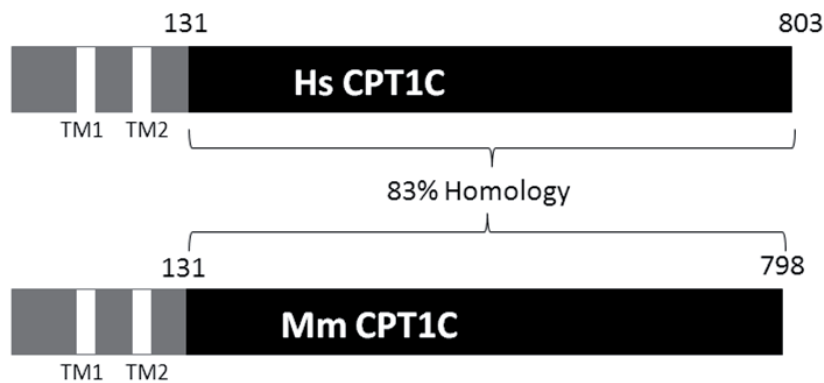 131 803
Hs CPT1C
TM1 TM2
83% Homology
131 798
Mm CPT1C
TM1 TM2